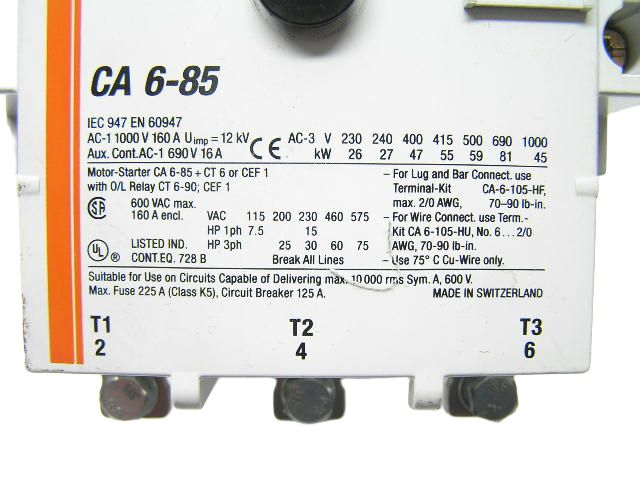 CA 6-85
IEC 947 EN 60947
AC-1 1000 V 160 A Uimp = 12 kV CE AC-3 V 230 240 400 415 500 690 1000
Aux. Cont. AC-1 690 V 16 A kW 26 27 47 55 59 81 45
Motor-Starter CA 6-85 + CT 6 or CEF 1 – For Lug and Bar Connect. use
with O/L Relay CT 6-90; CEF 1 Terminal-Kit CA-6-105-HF,
SA 600 VAC max. max. 2/0 AWG, 70–90 lb-in.
160 A encl. VAC 115 200 230 460 575 – For Wire Connect. use Term.-
HP 1ph 7.5 15 Kit CA 6-105-HU, No. 6 . . . 2/0
UL LISTED IND. HP 3ph 25 30 60 75 AWG, 70-90 lb-in.
CONT. EQ. 728 B Break All Lines – Use 75° C Cu-Wire only.
Suitable for Use on Circuits Capable of Delivering max. 10 000 rms Sym. A, 600 V.
Max. Fuse 225 A (Class K5), Circuit Breaker 125 A. MADE IN SWITZERLAND
T1 T2 T3
2 4 6